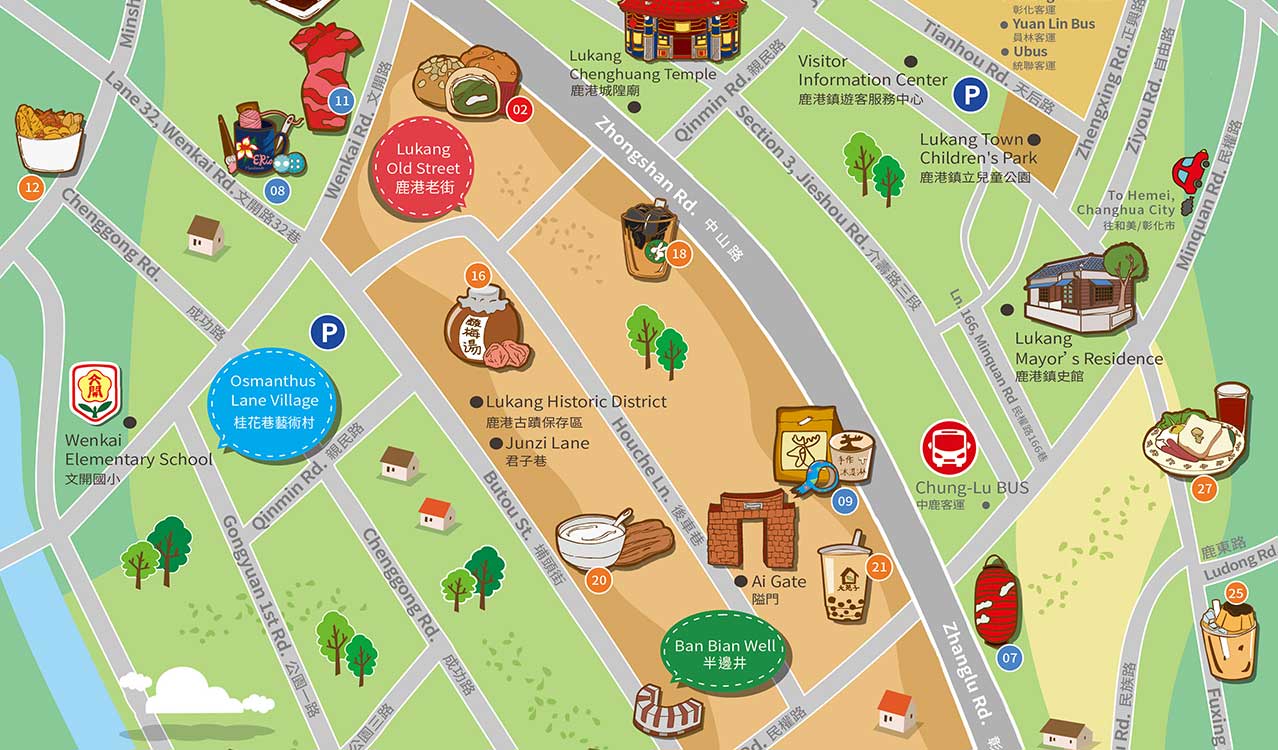 彰化客運
Yuan Lin Bus
員林客運
Ubus
統聯客運
Minsh
Lane 32, Wenkai Rd. 文開路32巷
11
Wenkai Rd. 文開路
02
Lukang
Chenghuang Temple
鹿港城隍廟
Qinmin Rd. 親民路
Visitor
Information Center
鹿港鎮遊客服務中心
P
Tianhou Rd. 天后路
Zhengxing Rd. 正興路
Ziyou Rd. 自由路
Minquan Rd. 民權路
Lukang Town
Children's Park
鹿港鎮立兒童公園
To Hemei,
Changhua City
往和美/彰化市
12
08
Lukang
Old Street
鹿港老街
Zhongshan Rd. 中山路
Section 3, Jieshou Rd. 介壽路三段
Chenggong Rd.
成功路
18
16
酸梅湯
P
Ln. 166, Minquan Rd 民權路166巷
Lukang
Mayor's Residence
鹿港鎮史館
文開
Wenkai
Elementary School
文開國小
Osmanthus
Lane Village
桂花巷藝術村
Qinmin Rd. 親民路
Lukang Historic District
鹿港古蹟保存區
Junzi Lane
君子巷
Houche Ln. 後車巷
Butou St. 埔頭街
手作
冰淇淋
09
Chung-Lu BUS
中鹿客運
27
Gongyuan 1st Rd. 公園一路
Chenggong Rd.
成功路
20
Ai Gate
隘門
21
鹿東路
Ludong Rd
25
Ban Bian Well
半邊井
07
Zhanglu Rd.
彰
公園三路
d. 民權路
Rd. 民族路
Fuxing